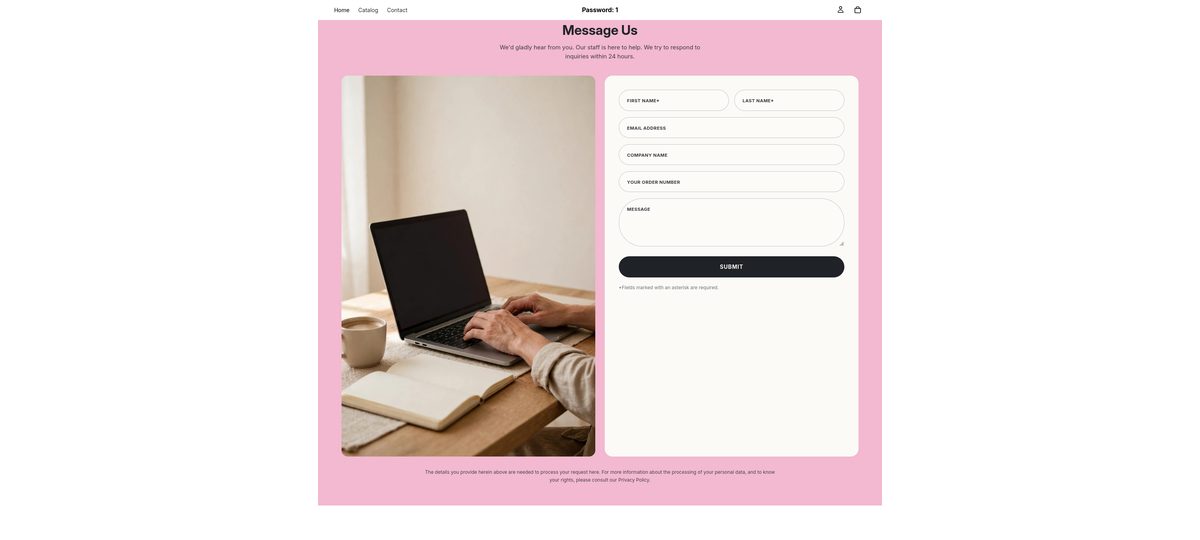 Home Catalog Contact
Password: 1
Message Us
We'd gladly hear from you. Our staff is here to help. We try to respond to
inquiries within 24 hours.
FIRST NAME*
LAST NAME*
EMAIL ADDRESS
COMPANY NAME
YOUR ORDER NUMBER
MESSAGE
SUBMIT
*Fields marked with an asterisk are required.
The details you provide herein above are needed to process your request here. For more information about the processing of your personal data, and to know
your rights, please consult our Privacy Policy.